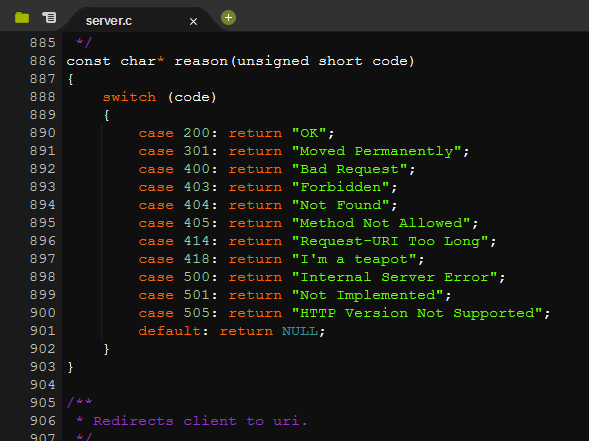 server.c
885 */
886 const char* reason(unsigned short code)
887 {
888 switch (code)
889 {
890 case 200: return "OK";
891 case 301: return "Moved Permanently";
892 case 400: return "Bad Request";
893 case 403: return "Forbidden";
894 case 404: return "Not Found";
895 case 405: return "Method Not Allowed";
896 case 414: return "Request-URI Too Long";
897 case 418: return "I'm a teapot";
898 case 500: return "Internal Server Error";
899 case 501: return "Not Implemented";
900 case 505: return "HTTP Version Not Supported";
901 default: return NULL;
902 }
903 }
904
905 /**
906 * Redirects client to uri.
907 */